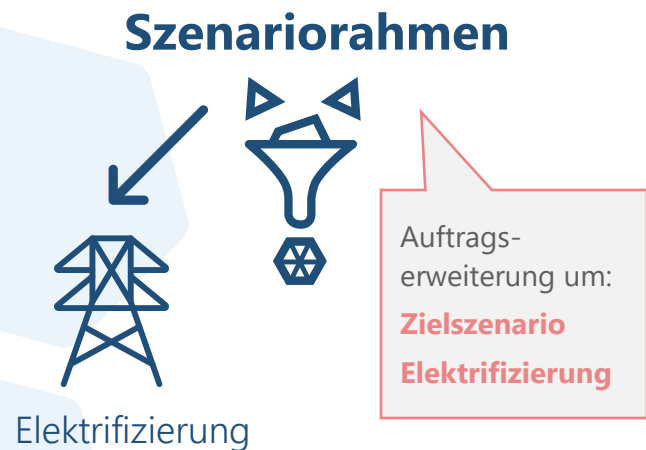 Szenariorahmen
Auftrags-
erweiterung um:
Zielszenario
Elektrifizierung
Elektrifizierung